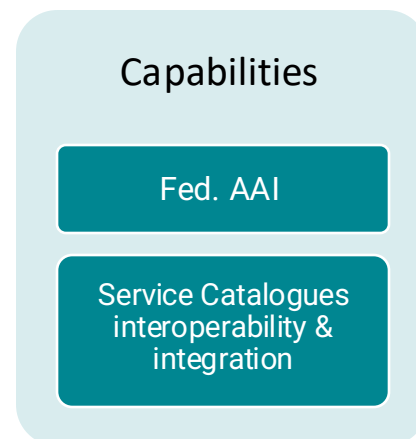 Capabilities
Fed. AAI
Service Catalogues
interoperability &
integration